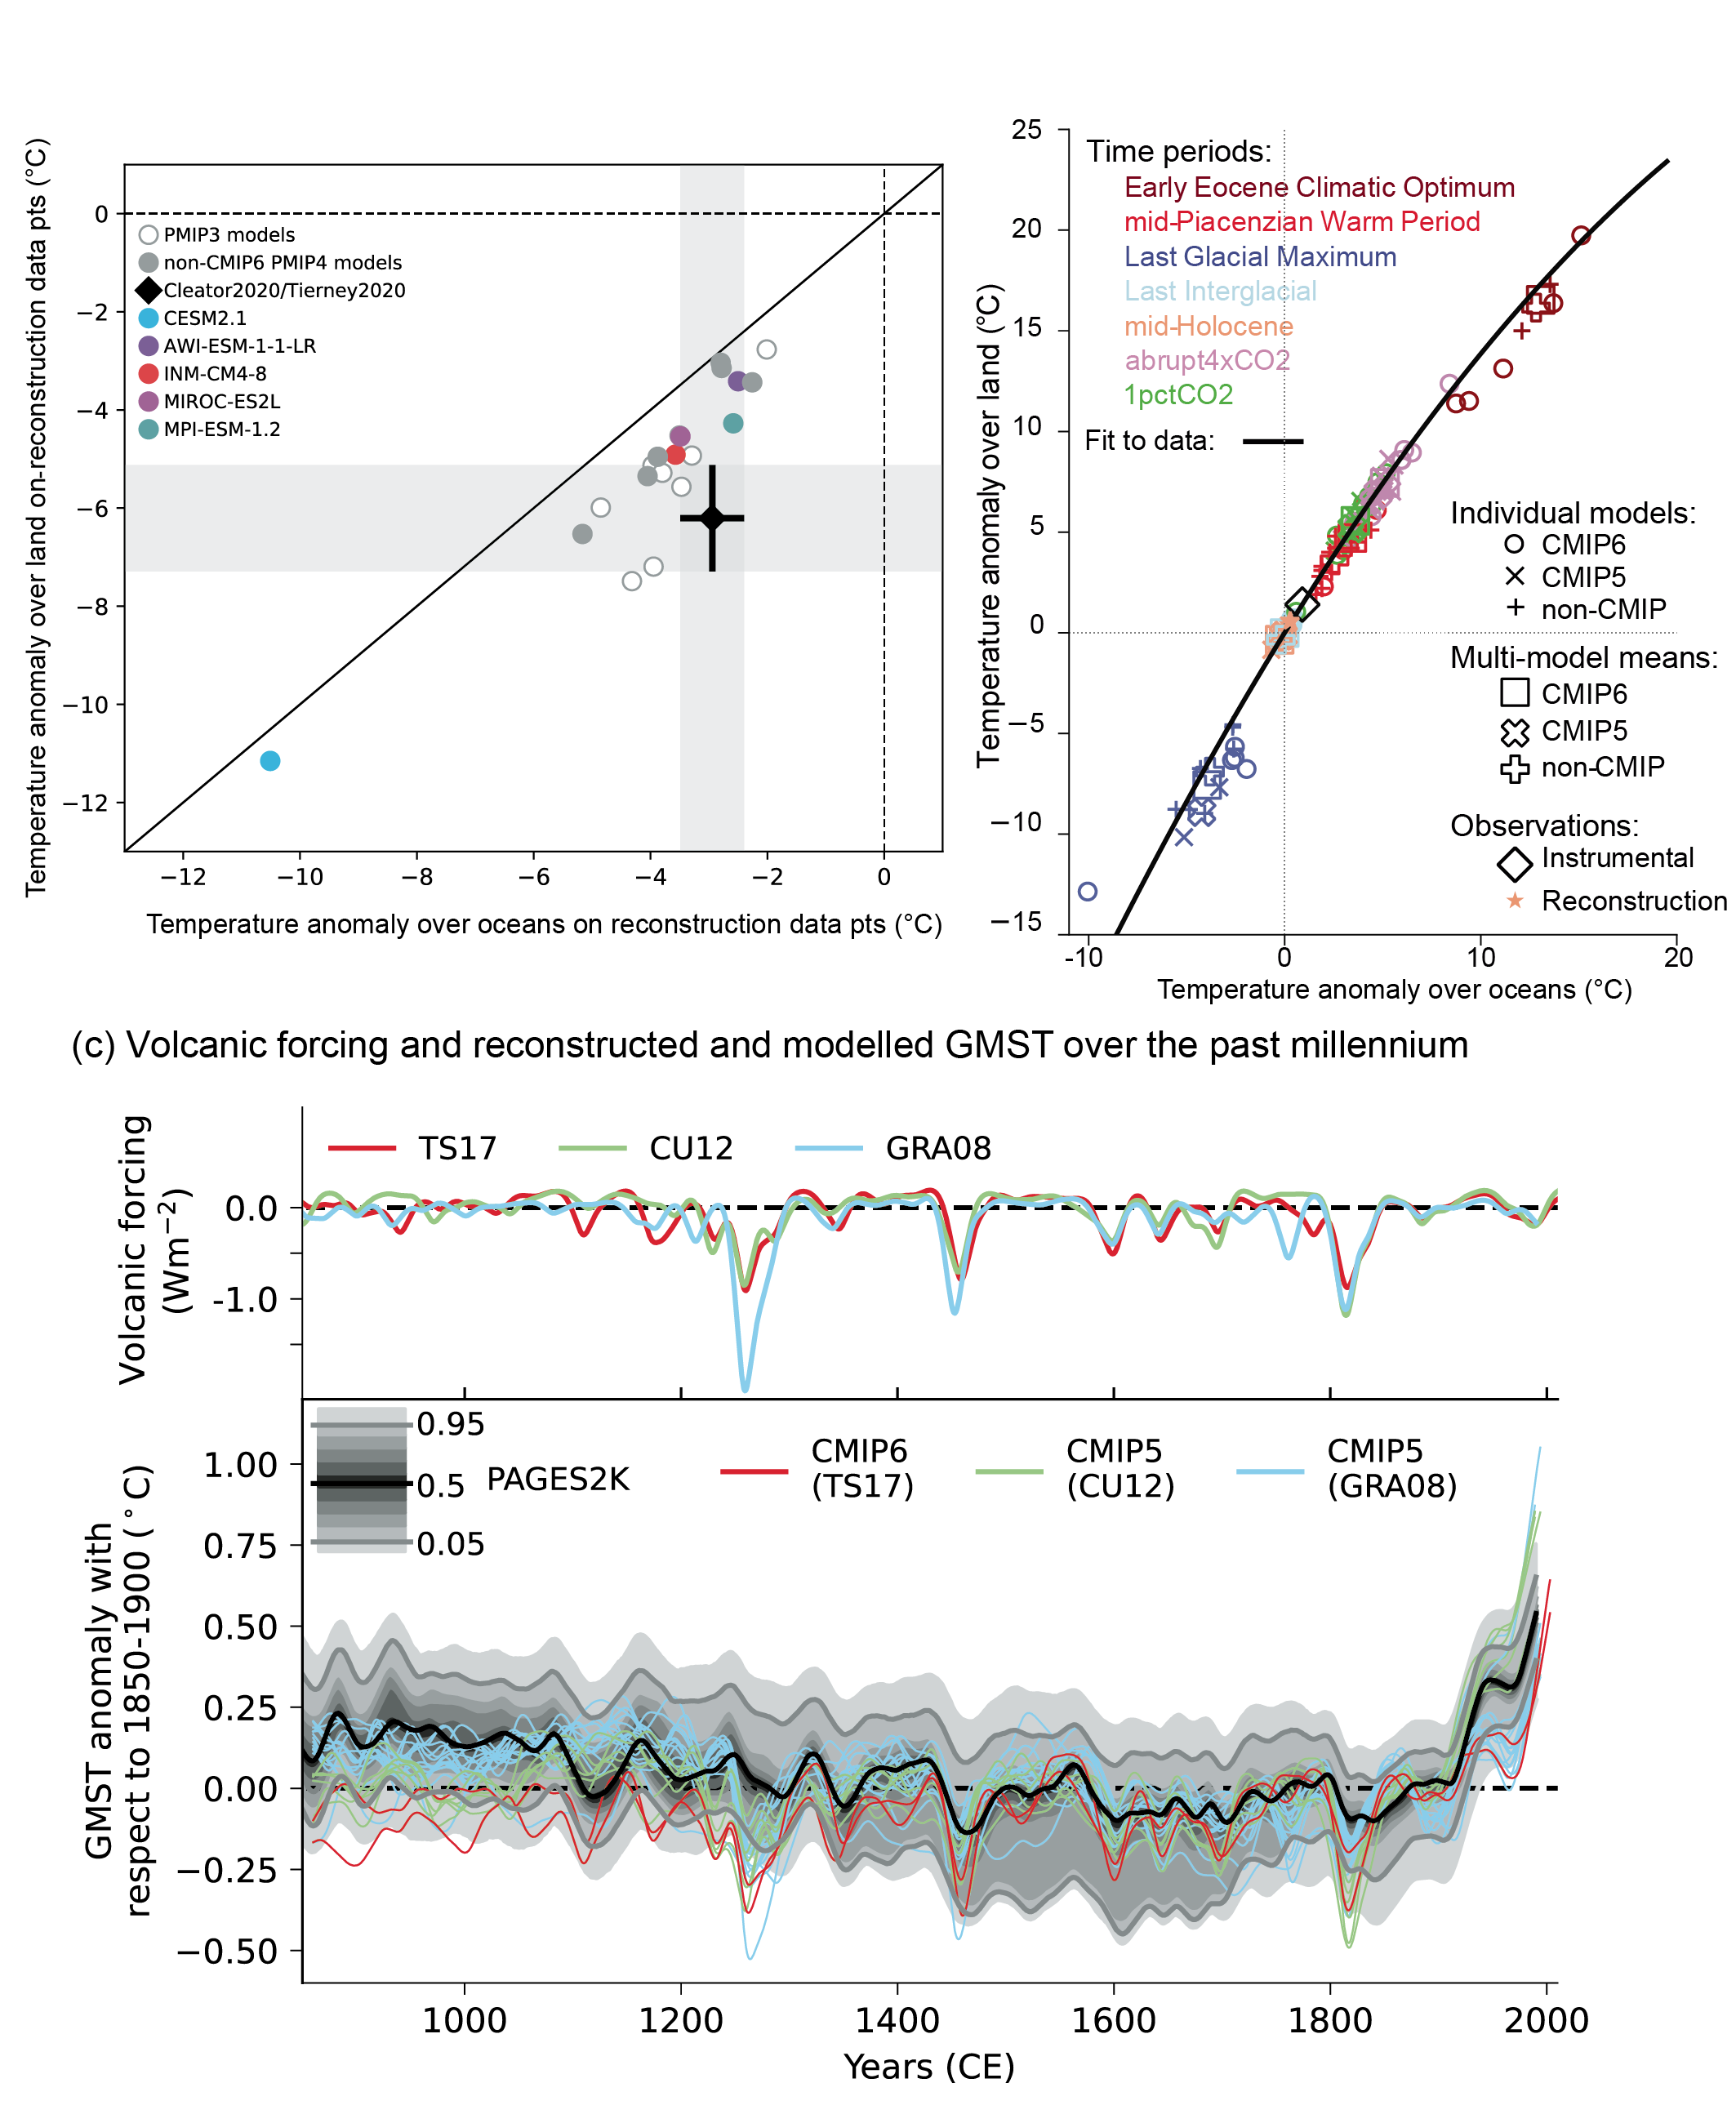 Temperature anomaly over land on-reconstruction data pts (°C)
0
−2
−4
−6
−8
−10
−12
PMIP3 models
non-CMIP6 PMIP4 models
Cleator2020/Tierney2020
CESM2.1
AWI-ESM-1-1-LR
INM-CM4-8
MIROC-ES2L
MPI-ESM-1.2
−12
−10
−8
−6
−4
−2
0
Temperature anomaly over oceans on reconstruction data pts (°C)
Temperature anomaly over land (°C)
25
20
15
10
5
0
−5
−10
−15
Time periods:
Early Eocene Climatic Optimum
mid-Piacenzian Warm Period
Last Glacial Maximum
Last Interglacial
mid-Holocene
abrupt4xCO2
1pctCO2
Fit to data:
Individual models:
CMIP6
CMIP5
non-CMIP
Multi-model means:
CMIP6
CMIP5
non-CMIP
Observations:
Instrumental
Reconstruction
-10
0
10
20
Temperature anomaly over oceans (°C)
(c) Volcanic forcing and reconstructed and modelled GMST over the past millennium
Volcanic forcing
(Wm−2)
0.0
-1.0
TS17
CU12
GRA08
GMST anomaly with
respect to 1850-1900 (°C)
1.00
0.75
0.50
0.25
0.00
−0.25
−0.50
0.95
0.5
0.05
PAGES2K
CMIP6
(TS17)
CMIP5
(CU12)
CMIP5
(GRA08)
1000
1200
1400
1600
1800
2000
Years (CE)